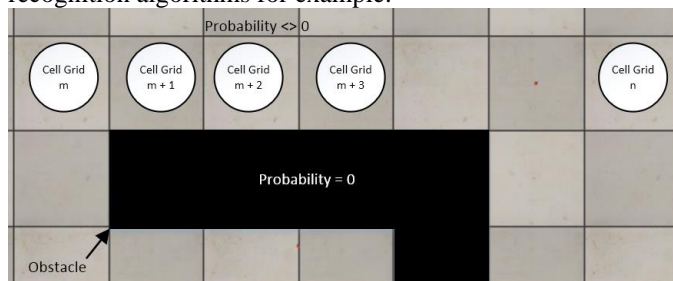 recognition algorithms for example.
Probability <> 0
Cell Grid
m
Cell Grid
m + 1
Cell Grid
m + 2
Cell Grid
m + 3
Cell Grid
n
Probability = 0
Obstacle